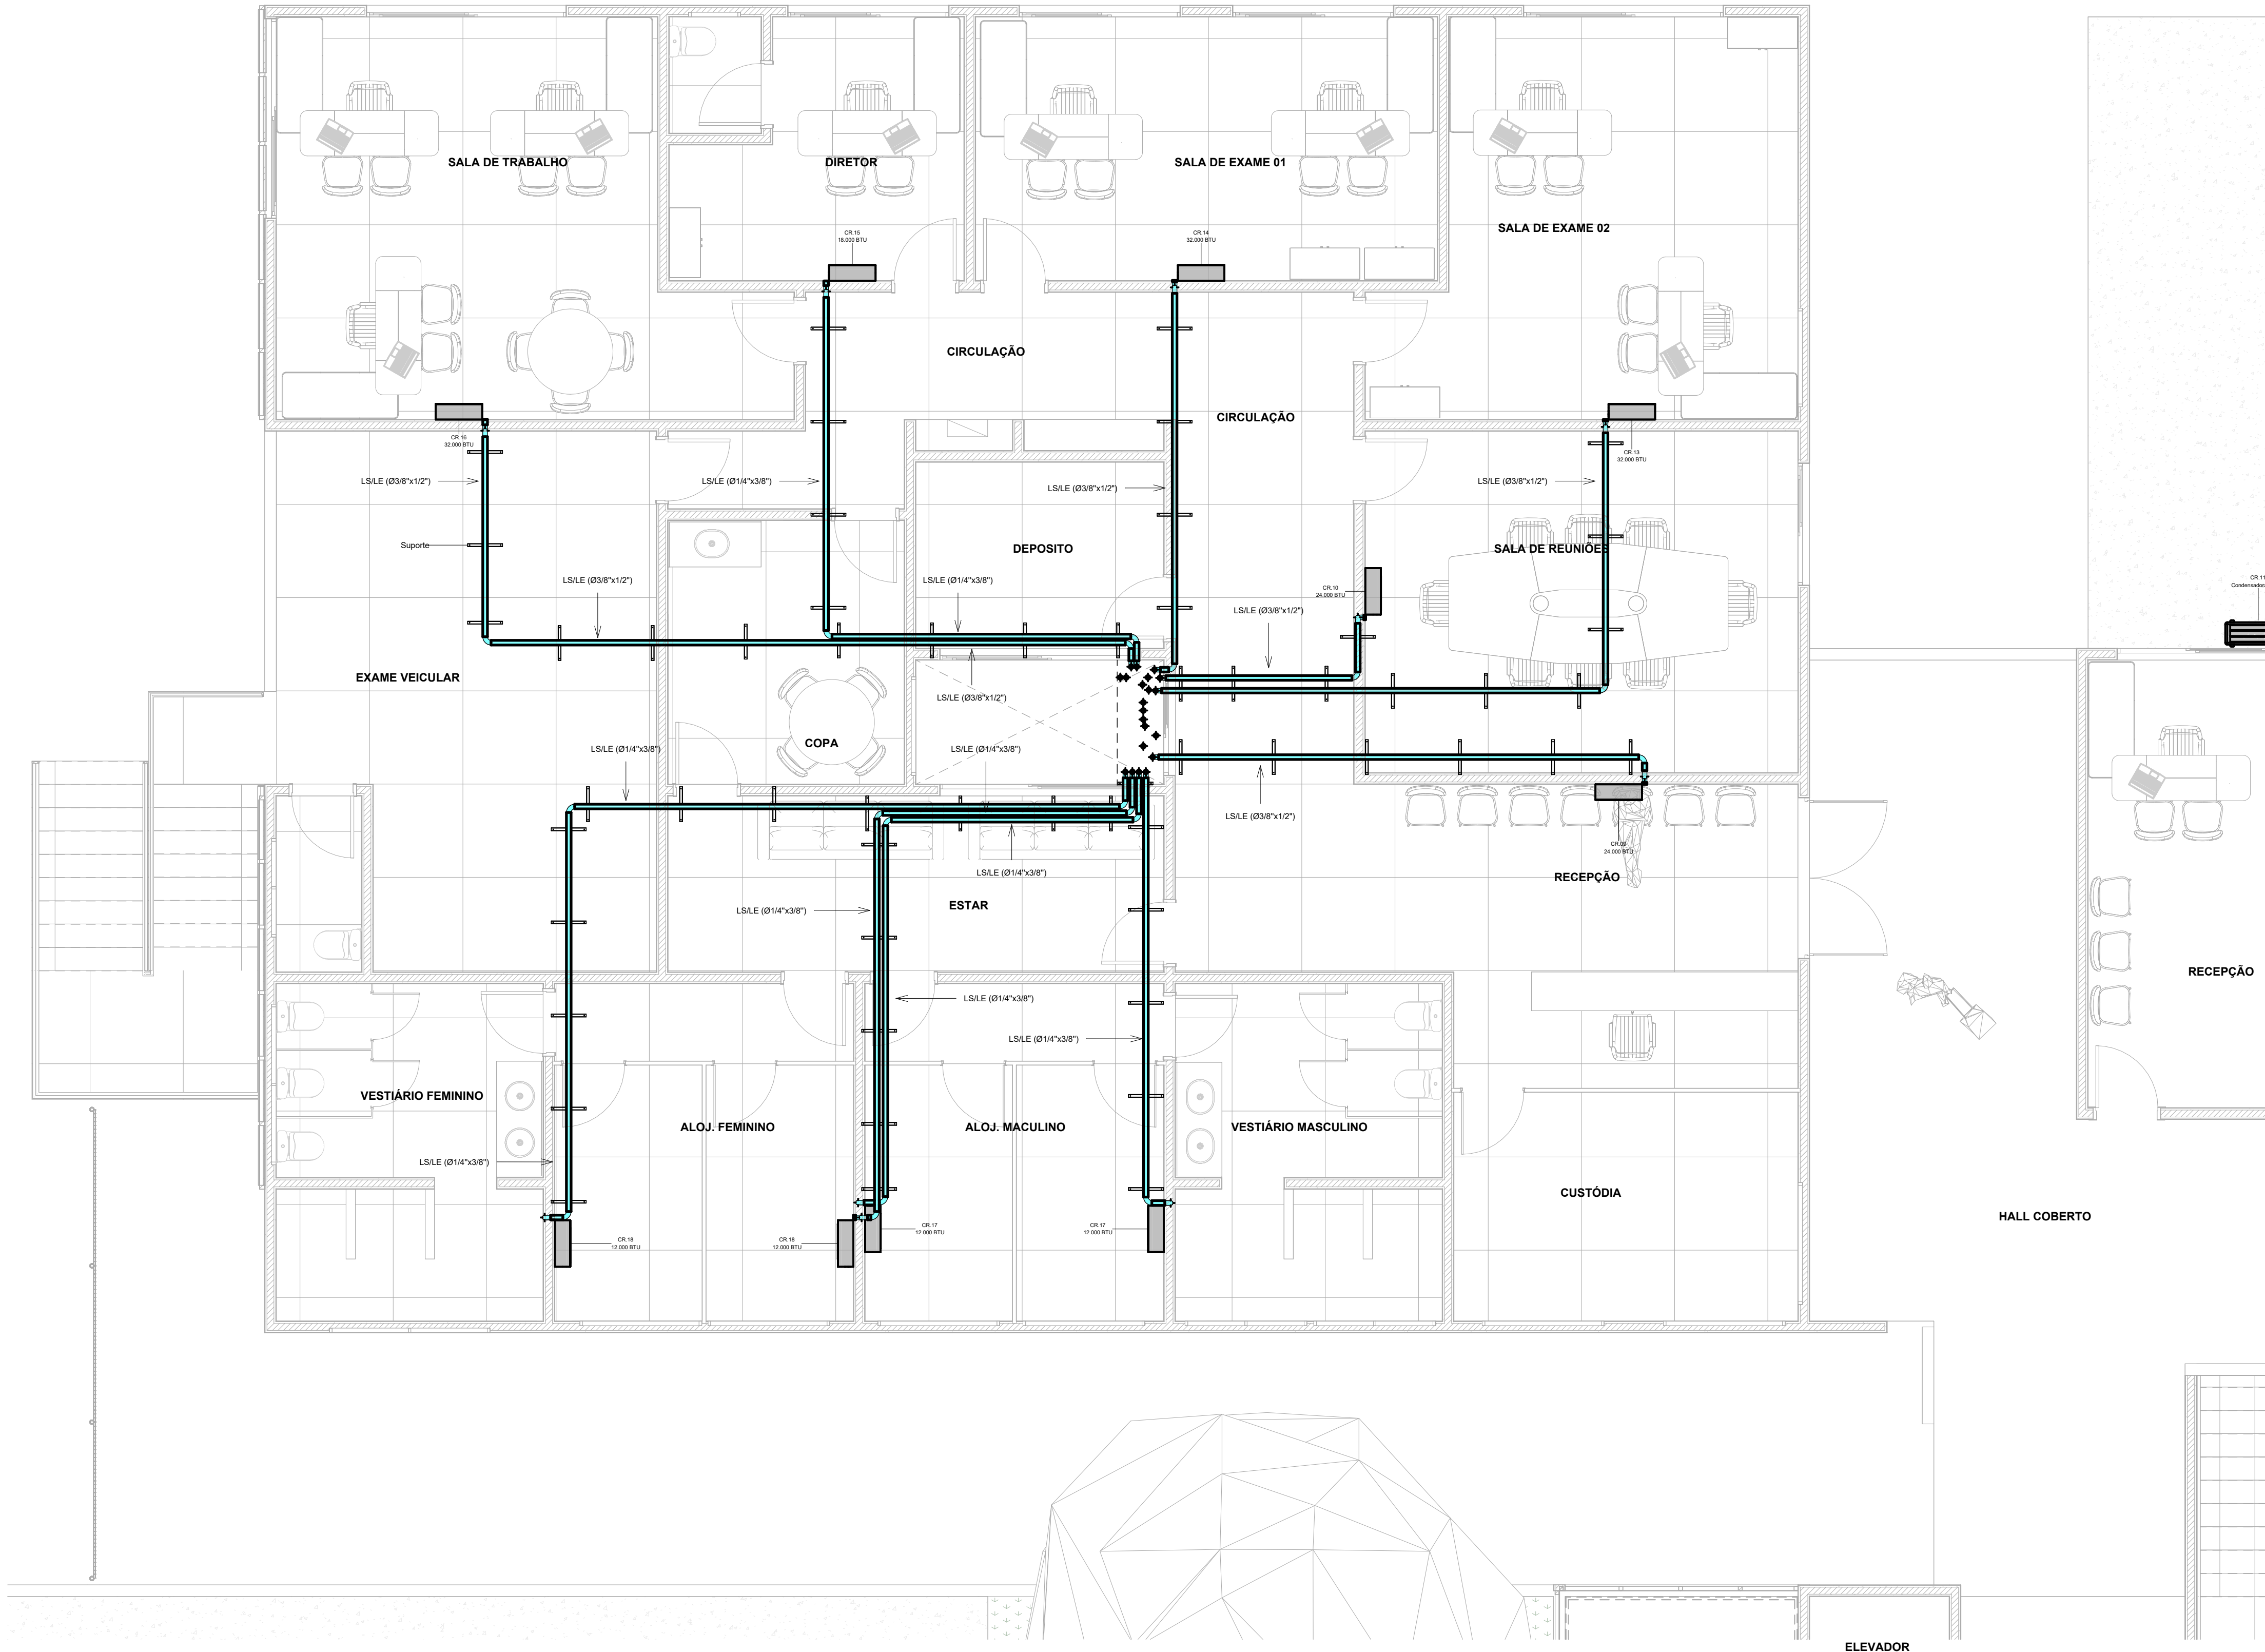 SALA DE TRABALHO
DIRETOR
SALA DE EXAME 01
SALA DE EXAME 02
CR.15
18.000 BTU
CR.14
32.000 BTU
CIRCULAÇÃO
CIRCULAÇÃO
CR.16
32.000 BTU
CR.13
32.000 BTU
LS/LE (Ø3/8"x1/2")
LS/LE (Ø1/4"x3/8")
LS/LE (Ø3/8"x1/2")
LS/LE (Ø3/8"x1/2")
Suporte
DEPOSITO
SALA DE REUNIÕES
LS/LE (Ø3/8"x1/2")
LS/LE (Ø1/4"x3/8")
CR.10
24.000 BTU
CR.11
Condensador
LS/LE (Ø3/8"x1/2")
EXAME VEICULAR
LS/LE (Ø3/8"x1/2")
COPA
LS/LE (Ø1/4"x3/8")
LS/LE (Ø1/4"x3/8")
LS/LE (Ø3/8"x1/2")
CR.09
24.000 BTU
LS/LE (Ø1/4"x3/8")
RECEPÇÃO
LS/LE (Ø1/4"x3/8")
ESTAR
RECEPÇÃO
LS/LE (Ø1/4"x3/8")
LS/LE (Ø1/4"x3/8")
VESTIÁRIO FEMININO
ALOJ. FEMININO
ALOJ. MACULINO
VESTIÁRIO MASCULINO
LS/LE (Ø1/4"x3/8")
CUSTÓDIA
HALL COBERTO
CR.18
12.000 BTU
CR.18
12.000 BTU
CR.17
12.000 BTU
CR.17
12.000 BTU
ELEVADOR